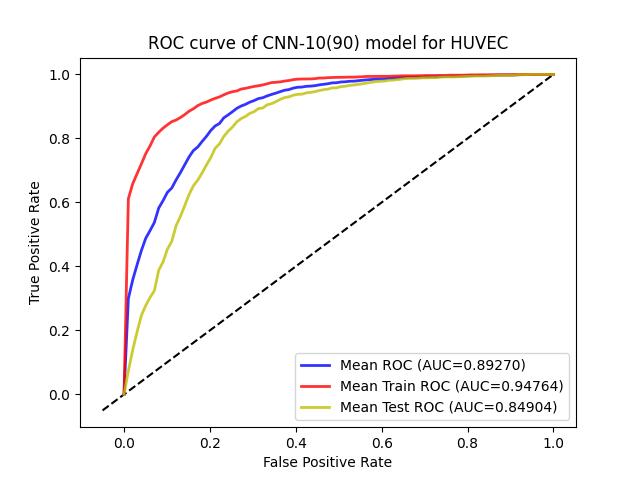 ROC curve of CNN-10(90) model for HUVEC
1.0
0.8
0.6
0.4
0.2
0.0
True Positive Rate
Mean ROC (AUC=0.89270)
Mean Train ROC (AUC=0.94764)
Mean Test ROC (AUC=0.84904)
0.0 0.2 0.4 0.6 0.8 1.0
False Positive Rate